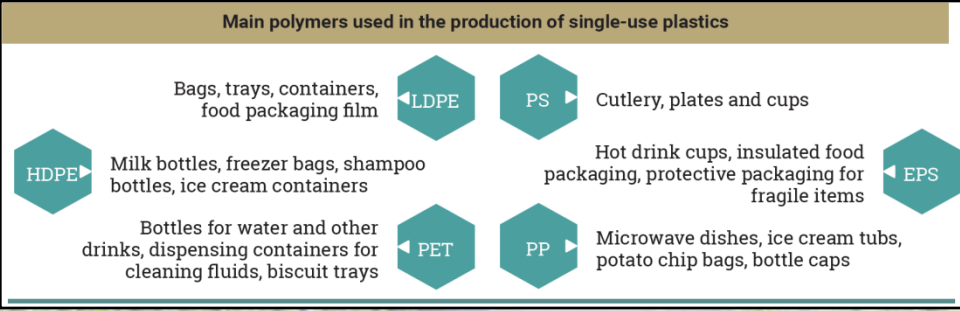 Main polymers used in the production of single-use plastics
Bags, trays, containers,
food packaging film
LDPE
PS
Cutlery, plates and cups
HDPE
Milk bottles, freezer bags, shampoo
bottles, ice cream containers
Hot drink cups, insulated food
packaging, protective packaging for
fragile items
EPS
Bottles for water and other
drinks, dispensing containers for
cleaning fluids, biscuit trays
PET
PP
Microwave dishes, ice cream tubs,
potato chip bags, bottle caps